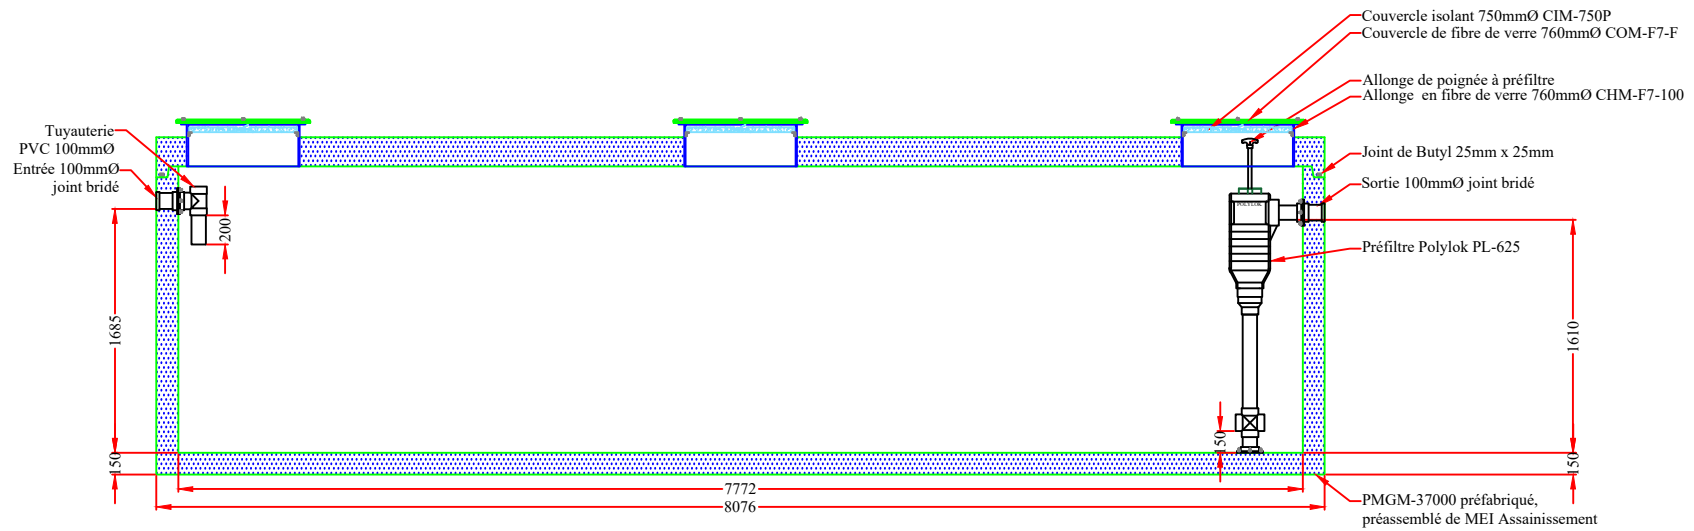 Couvercle isolant 750mmØ CIM-750P
Couvercle de fibre de verre 760mmØ COM-F7-F
Allonge de poignée à préfiltre
Allonge en fibre de verre 760mmØ CHM-F7-100
Tuyauterie
PVC 100mmØ
Entrée 100mmØ
joint bridé
Joint de Butyl 25mm x 25mm
Sortie 100mmØ joint bridé
POLYLOK
200
Préfiltre Polylok PL-625
1685
1610
150
150
150
7772
8076
PMGM-37000 préfabriqué,
préassemblé de MEI Assainissement